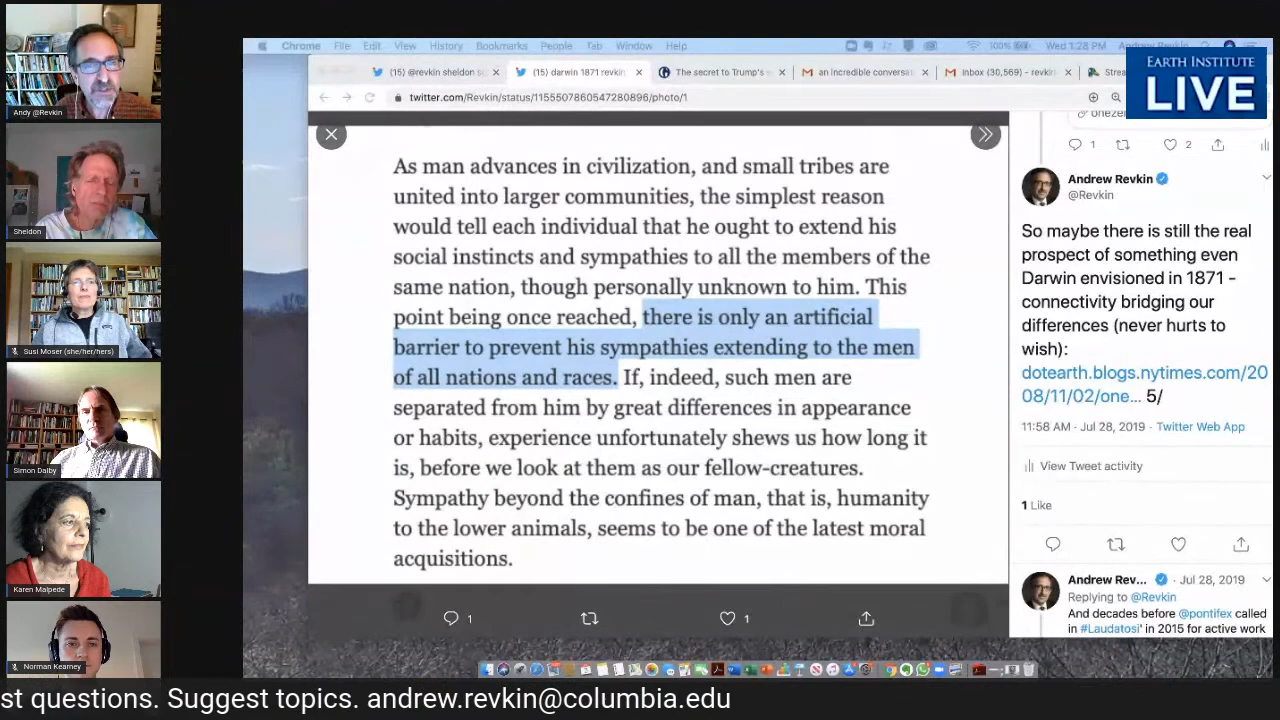 Andy @Revkin
Sheldon
Susi Moser (she/her/hers)
Simon Dalby
Karen Malpede
Norman Kearney
Chrome File Edit View History Bookmarks People Tab Window Help
100%
Wed 1:28 PM Andrew Revkin
(15) @revkin sheldon s
(15) darwin 1871 revkin
The secret to Trump's
an incredible conversat
Inbox (30,569) - revkin
Strea
twitter.com/Revkin/status/1155507860547280896/photo/1
EARTH INSTITUTE
LIVE
As man advances in civilization, and small tribes are
united into larger communities, the simplest reason
would tell each individual that he ought to extend his
social instincts and sympathies to all the members of the
same nation, though personally unknown to him. This
point being once reached, there is only an artificial
barrier to prevent his sympathies extending to the men
of all nations and races. If, indeed, such men are
separated from him by great differences in appearance
or habits, experience unfortunately shews us how long it
is, before we look at them as our fellow-creatures.
Sympathy beyond the confines of man, that is, humanity
to the lower animals, seems to be one of the latest moral
acquisitions.
1
1
1
2
Andrew Revkin
@Revkin
So maybe there is still the real
prospect of something even
Darwin envisioned in 1871 -
connectivity bridging our
differences (never hurts to
wish):
dotearth.blogs.nytimes.com/20
08/11/02/one... 5/
11:58 AM · Jul 28, 2019 · Twitter Web App
View Tweet activity
1 Like
Andrew Rev... · Jul 28, 2019
Replying to @Revkin
And decades before @pontifex called
in #Laudatosi' in 2015 for active work
st questions. Suggest topics. andrew.revkin@columbia.edu